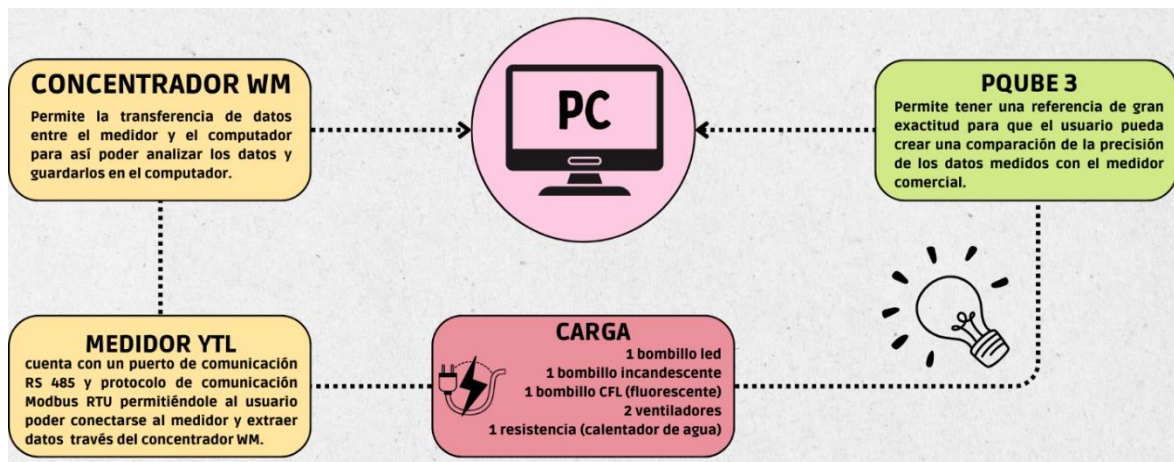 CONCENTRADOR WM
Permite la transferencia de datos
entre el medidor y el computador
para así poder analizar los datos y
guardarlos en el computador.
PC
PQUBE 3
Permite tener una referencia de gran
exactitud para que el usuario pueda
crear una comparación de la precisión
de los datos medidos con el medidor
comercial.
MEDIDOR YTL
cuenta con un puerto de comunicación
RS 485 y protocolo de comunicación
Modbus RTU permitiéndole al usuario
poder conectarse al medidor y extraer
datos través del concentrador WM.
CARGA
1 bombillo led
1 bombillo incandescente
1 bombillo CFL (fluorescente)
2 ventiladores
1 resistencia (calentador de agua)